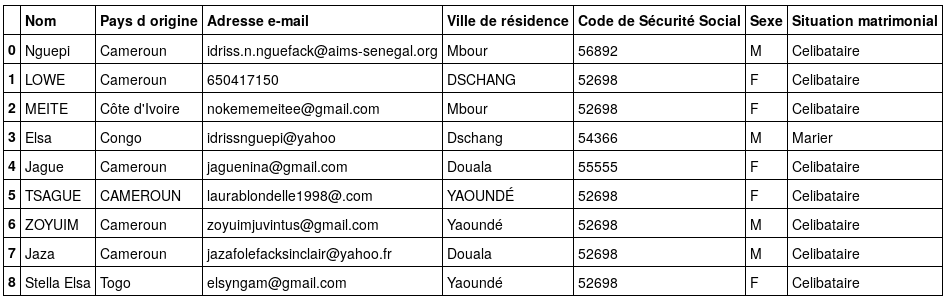 Nom Pays d origine Adresse e-mail Ville de résidence Code de Sécurité Social Sexe Situation matrimonial
0 Nguepi Cameroun idriss.n.nguefack@aims-senegal.org Mbour 56892 M Celibataire
1 LOWE Cameroun 650417150 DSCHANG 52698 F Celibataire
2 MEITE Côte d'Ivoire nokememeitee@gmail.com Mbour 52698 F Celibataire
3 Elsa Congo idrissnguepi@yahoo Dschang 54366 M Marier
4 Jague Cameroun jaguenina@gmail.com Douala 55555 F Celibataire
5 TSAGUE CAMEROUN laurablondelle1998@.com YAOUNDÉ 52698 F Celibataire
6 ZOYUIM Cameroun zoyuimjuvintus@gmail.com Yaoundé 52698 M Celibataire
7 Jaza Cameroun jazafolefacksinclair@yahoo.fr Douala 52698 M Celibataire
8 Stella Elsa Togo elsyngam@gmail.com Yaoundé 52698 F Celibataire